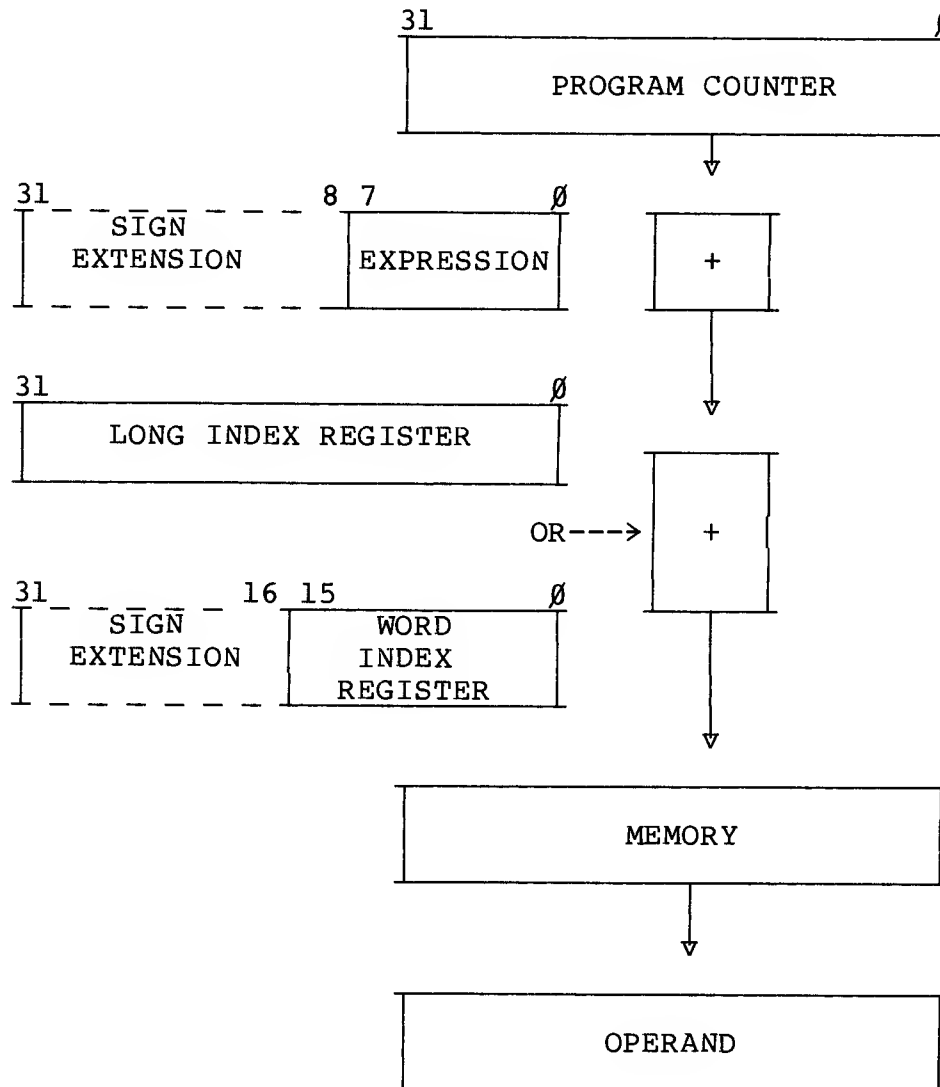 31 Ø
PROGRAM COUNTER
31 8 7 Ø
SIGN
EXTENSION
EXPRESSION
+
31 Ø
LONG INDEX REGISTER
OR
+
31 16 15 Ø
SIGN
EXTENSION
WORD
INDEX
REGISTER
MEMORY
OPERAND